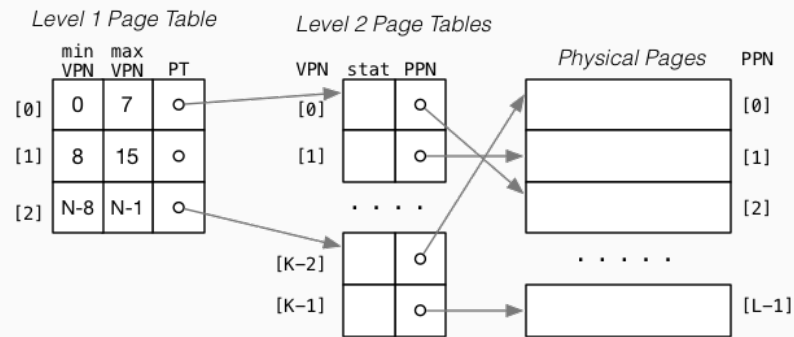 Level 1 Page Table
Level 2 Page Tables
min max
VPN VPN PT
VPN stat PPN
Physical Pages PPN
[0] 0 7 [0] [0]
[1] 8 15 [1] [1]
[2] N-8 N-1 . . . . [2]
[K-2] . . . . .
[K-1] [L-1]